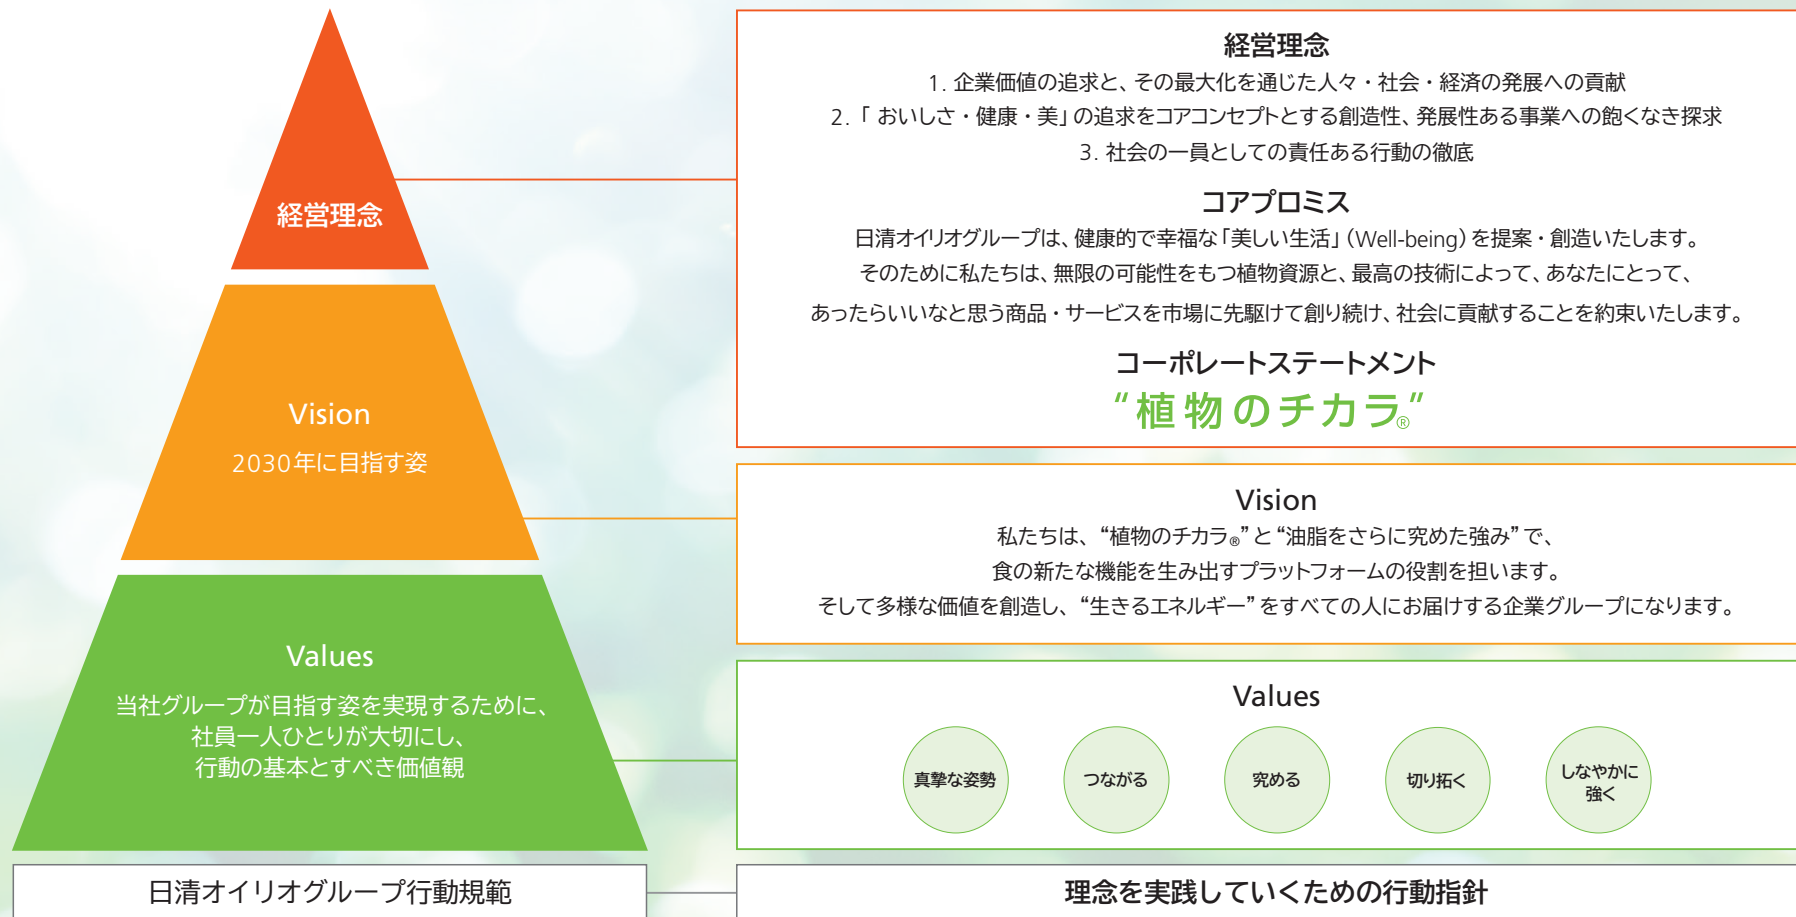 経営理念
Vision
2030年に目指す姿
Values
当社グループが目指す姿を実現するために、
社員一人ひとりが大切にし、
行動の基本とすべき価値観
日清オイリオグループ行動規範
経営理念
1. 企業価値の追求と、その最大化を通じた人々・社会・経済の発展への貢献
2.「おいしさ・健康・美」の追求をコアコンセプトとする創造性、発展性ある事業への飽くなき探求
3. 社会の一員としての責任ある行動の徹底
コアプロミス
日清オイリオグループは、健康的で幸福な「美しい生活」（Well-being）を提案・創造いたします。
そのために私たちは、無限の可能性をもつ植物資源と、最高の技術によって、あなたにとって、
あったらいいなと思う商品・サービスを市場に先駆けて創り続け、社会に貢献することを約束いたします。
コーポレートステートメント
“植物のチカラ®”
Vision
私たちは、“植物のチカラ®”と“油脂をさらに究めた強み”で、
食の新たな機能を生み出すプラットフォームの役割を担います。
そして多様な価値を創造し、“生きるエネルギー”をすべての人にお届けする企業グループになります。
Values
真摯な姿勢
つながる
究める
切り拓く
しなやかに
強く
理念を実践していくための行動指針